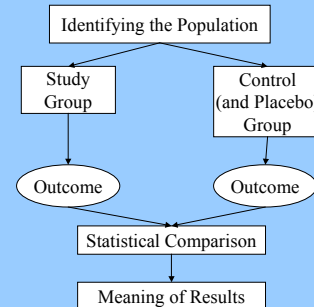 Identifying the Population
Study
Group
Control
(and Placebo)
Group
Outcome
Outcome
Statistical Comparison
Meaning of Results